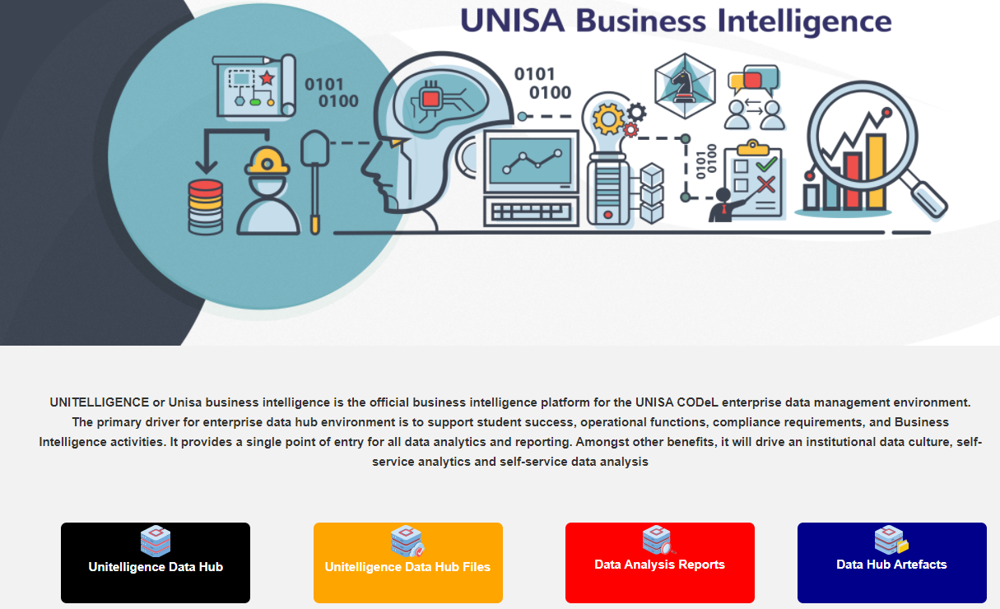 UNISA Business Intelligence
0101
0100
0101
0100
0101
0100
UNITELLIGENCE or Unisa business intelligence is the official business intelligence platform for the UNISA CODeL enterprise data management environment.
The primary driver for enterprise data hub environment is to support student success, operational functions, compliance requirements, and Business
Intelligence activities. It provides a single point of entry for all data analytics and reporting. Amongst other benefits, it will drive an institutional data culture, self-
service analytics and self-service data analysis
Unitelligence Data Hub
Unitelligence Data Hub Files
Data Analysis Reports
Data Hub Artefacts